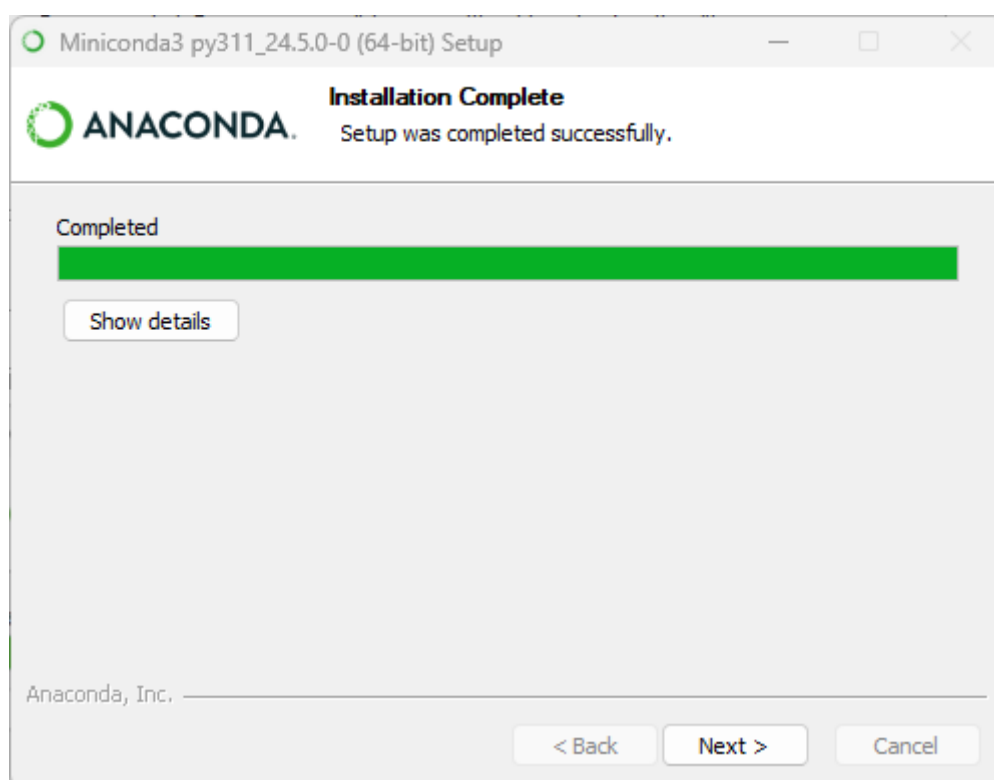 Miniconda3 py311_24.5.0-0 (64-bit) Setup
ANACONDA.
Installation Complete
Setup was completed successfully.
Completed
Show details
Anaconda, Inc.
< Back
Next >
Cancel